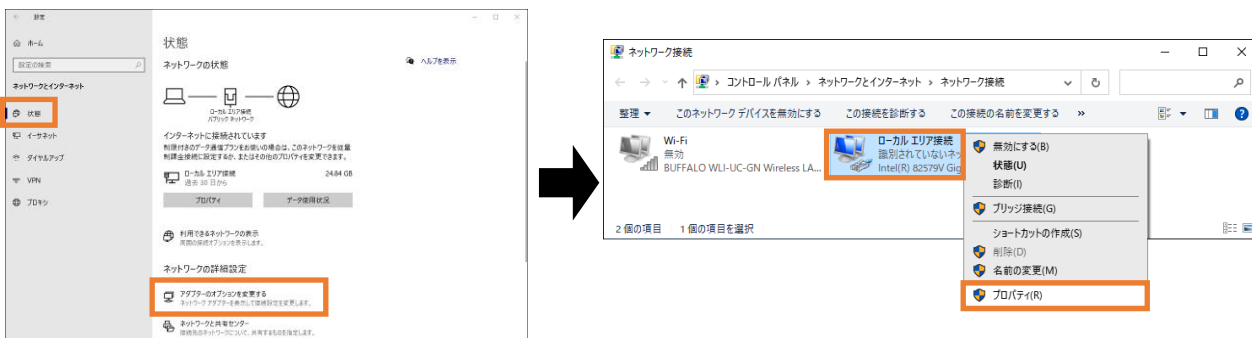 設定
ホーム
設定の検索
ネットワークとインターネット
状態
イーサネット
ダイヤルアップ
VPN
プロキシ
状態
ネットワークの状態
ヘルプを表示
ローカル エリア接続
パブリック ネットワーク
インターネットに接続されています
制限付きのデータ通信プランをお使いの場合は、このネットワークを従量
制課金接続に設定するか、またはその他のプロパティを変更できます。
ローカル エリア接続
24.84 GB
過去 30 日から
プロパティ
データ使用状況
利用できるネットワークの表示
周囲の接続オプションを表示します。
ネットワークの詳細設定
アダプターのオプションを変更する
ネットワーク アダプターを表示して接続設定を変更します。
ネットワークと共有センター
接続先のネットワークについて、共有するものを指定します。
ネットワーク接続
コントロール パネル › ネットワークとインターネット › ネットワーク接続
整理 このネットワーク デバイスを無効にする この接続を診断する この接続の名前を変更する »
Wi-Fi
無効
BUFFALO WLI-UC-GN Wireless LA...
ローカル エリア接続
識別されていないネッ
Intel(R) 82579V Gig
無効にする(B)
状態(U)
診断(I)
ブリッジ接続(G)
ショートカットの作成(S)
削除(D)
名前の変更(M)
プロパティ(R)
2 個の項目 1 個の項目を選択